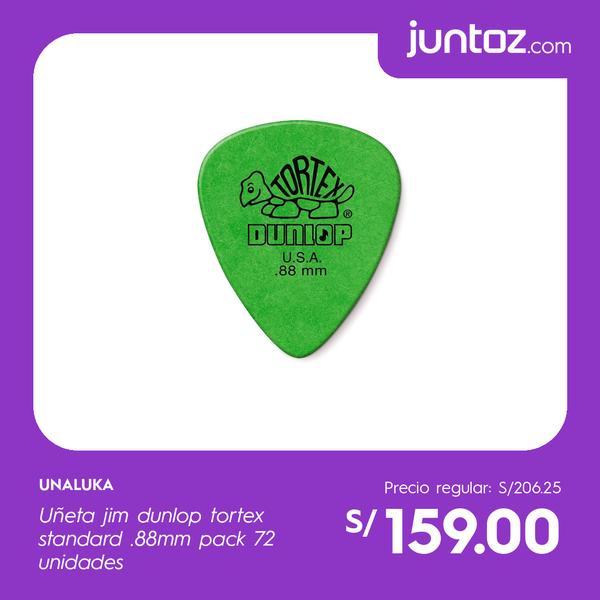 juntoz.com
TORTEX
®
DUNLOP
U.S.A.
.88 mm
UNALUKA
Uñeta jim dunlop tortex
standard .88mm pack 72
unidades
Precio regular: S/206.25
S/159.00